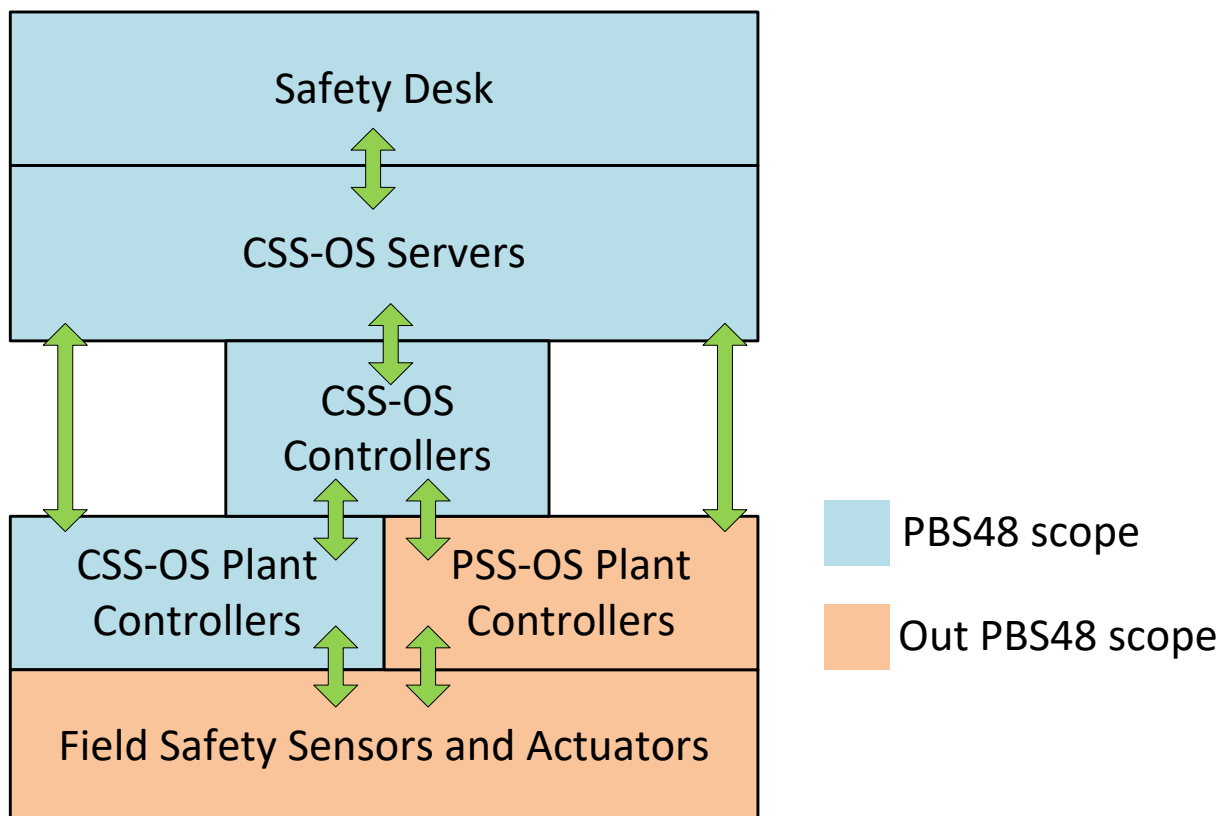 Safety Desk
CSS-OS Servers
CSS-OS
Controllers
CSS-OS Plant
Controllers
PSS-OS Plant
Controllers
Field Safety Sensors and Actuators
PBS48 scope
Out PBS48 scope